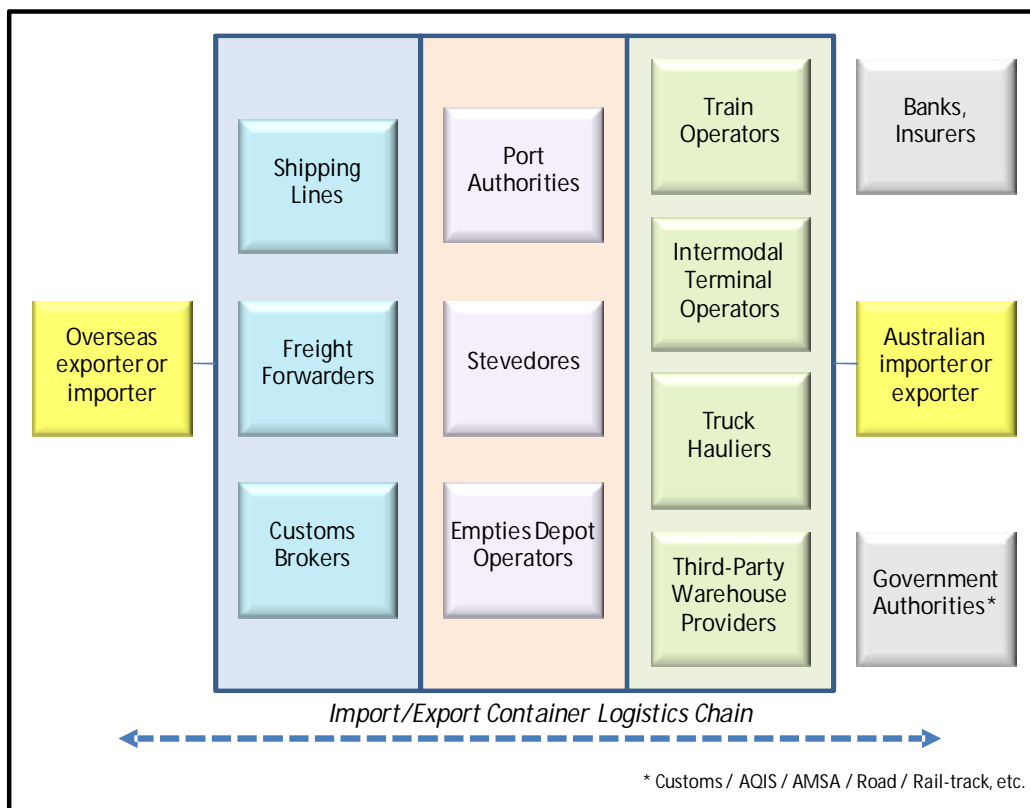 Overseas
exporter or
importer
Shipping
Lines
Freight
Forwarders
Customs
Brokers
Port
Authorities
Stevedores
Empties Depot
Operators
Train
Operators
Intermodal
Terminal
Operators
Truck
Hauliers
Third-Party
Warehouse
Providers
Banks,
Insurers
Australian
importer or
exporter
Government
Authorities*
Import/Export Container Logistics Chain
* Customs / AQIS / AMSA / Road / Rail-track, etc.